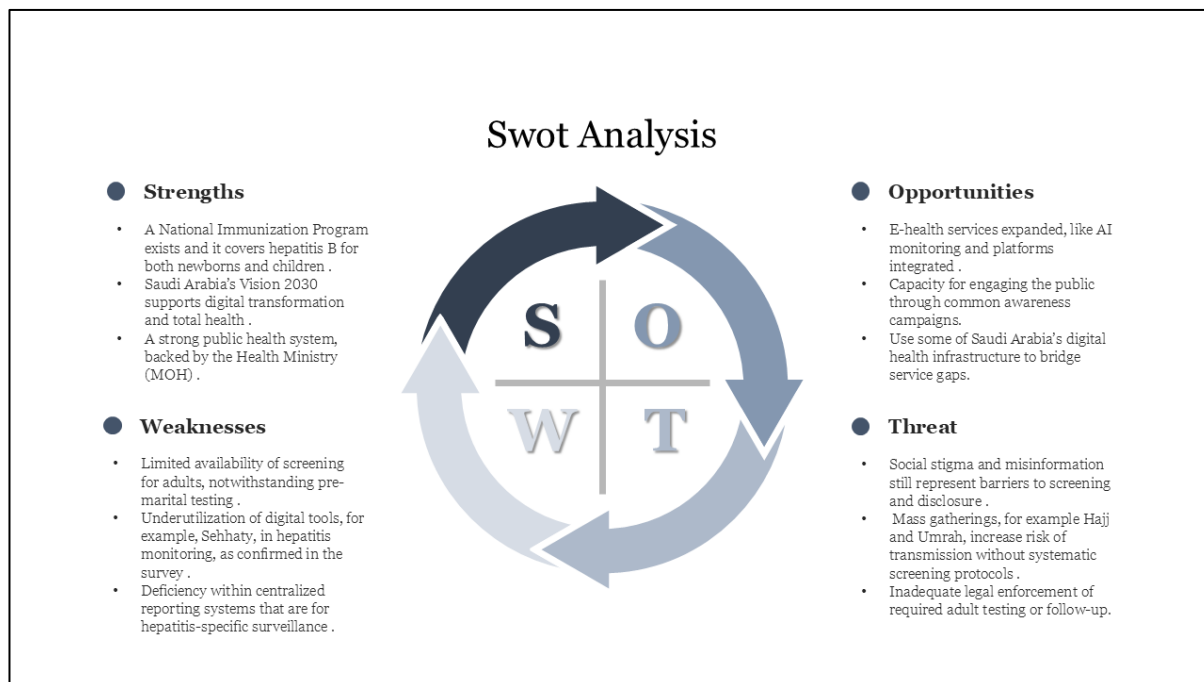 Swot Analysis
Strengths
• A National Immunization Program
exists and it covers hepatitis B for
both newborns and children .
• Saudi Arabia's Vision 2030
supports digital transformation
and total health .
• A strong public health system,
backed by the Health Ministry
(MOH) .
Weaknesses
• Limited availability of screening
for adults, notwithstanding pre-
marital testing .
• Underutilization of digital tools, for
example, Sehhaty, in hepatitis
monitoring, as confirmed in the
survey .
• Deficiency within centralized
reporting systems that are for
hepatitis-specific surveillance .
S O
W T
Opportunities
• E-health services expanded, like AI
monitoring and platforms
integrated .
• Capacity for engaging the public
through common awareness
campaigns.
• Use some of Saudi Arabia's digital
health infrastructure to bridge
service gaps.
Threat
• Social stigma and misinformation
still represent barriers to screening
and disclosure .
• Mass gatherings, for example Hajj
and Umrah, increase risk of
transmission without systematic
screening protocols .
• Inadequate legal enforcement of
required adult testing or follow-up.